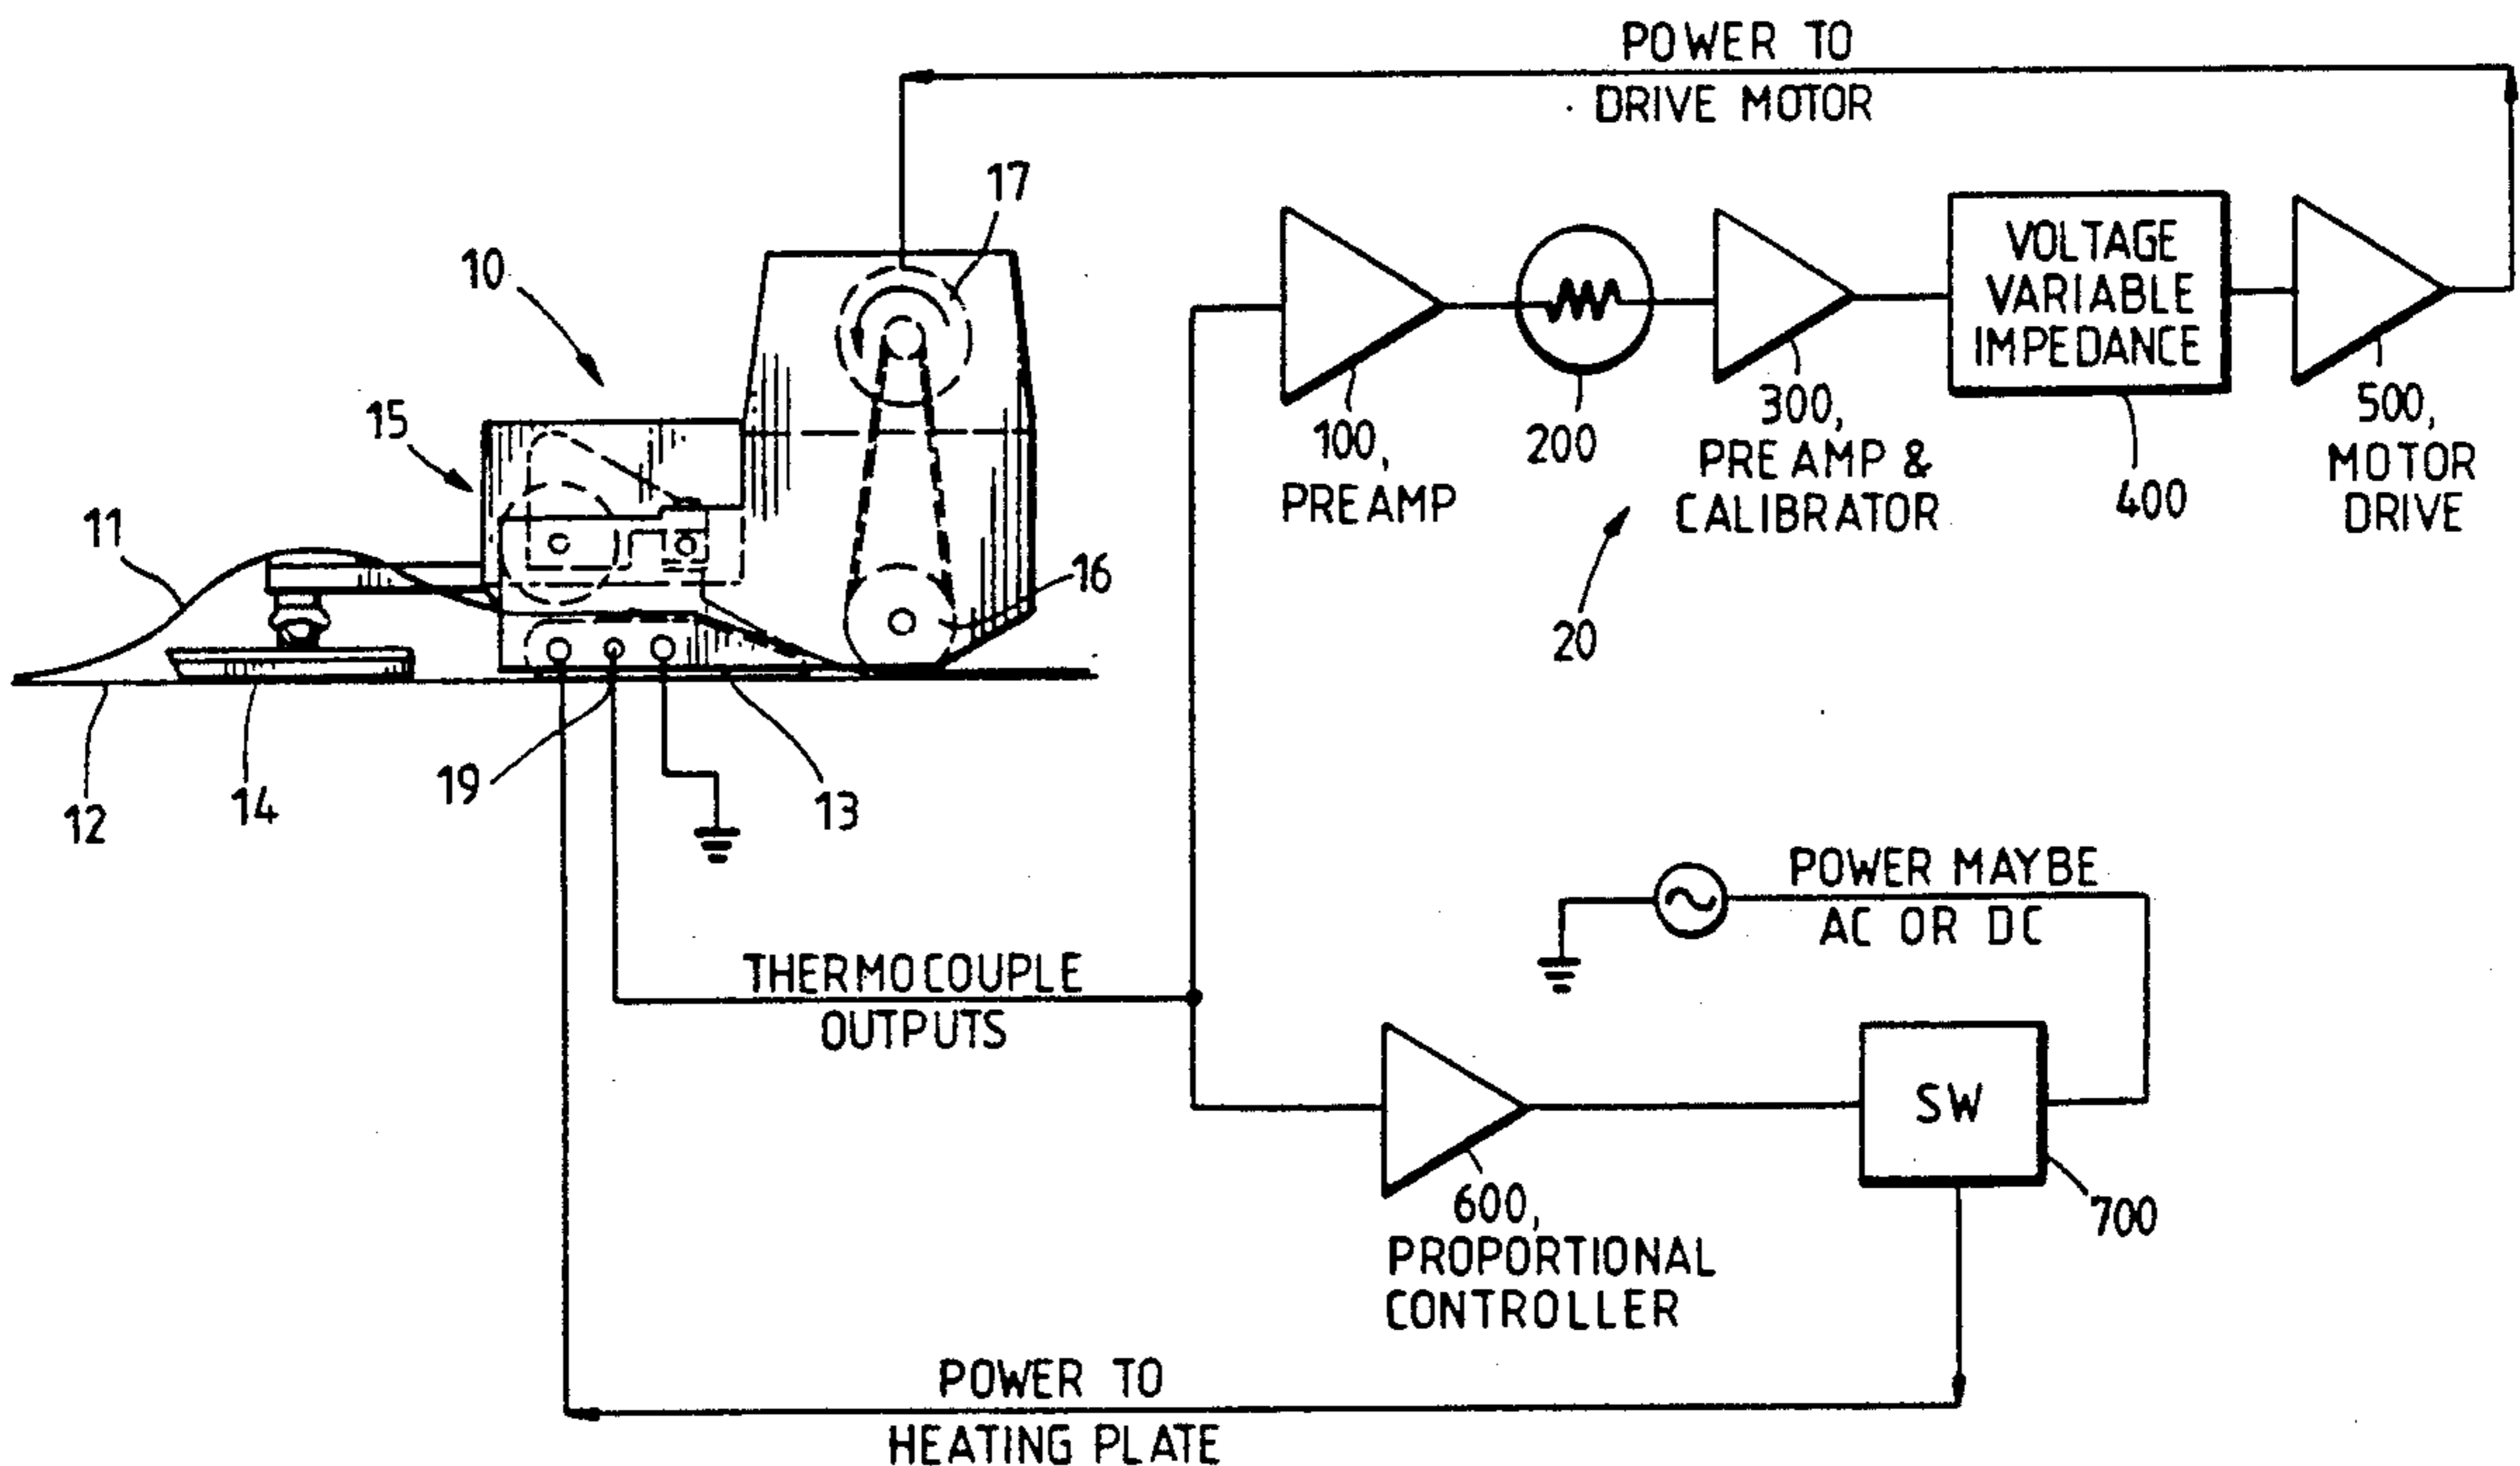 POWER TO
DRIVE MOTOR
17
10
VOLTAGE
VARIABLE
IMPEDANCE
15
100,
PREAMP
200
300,
PREAMP &
CALIBRATOR
400
500,
MOTOR
DRIVE
11
16
20
19
13
14
12
POWER MAYBE
AC OR DC
THERMOCOUPLE
OUTPUTS
SW
600,
PROPORTIONAL
CONTROLLER
700
POWER TO
HEATING PLATE